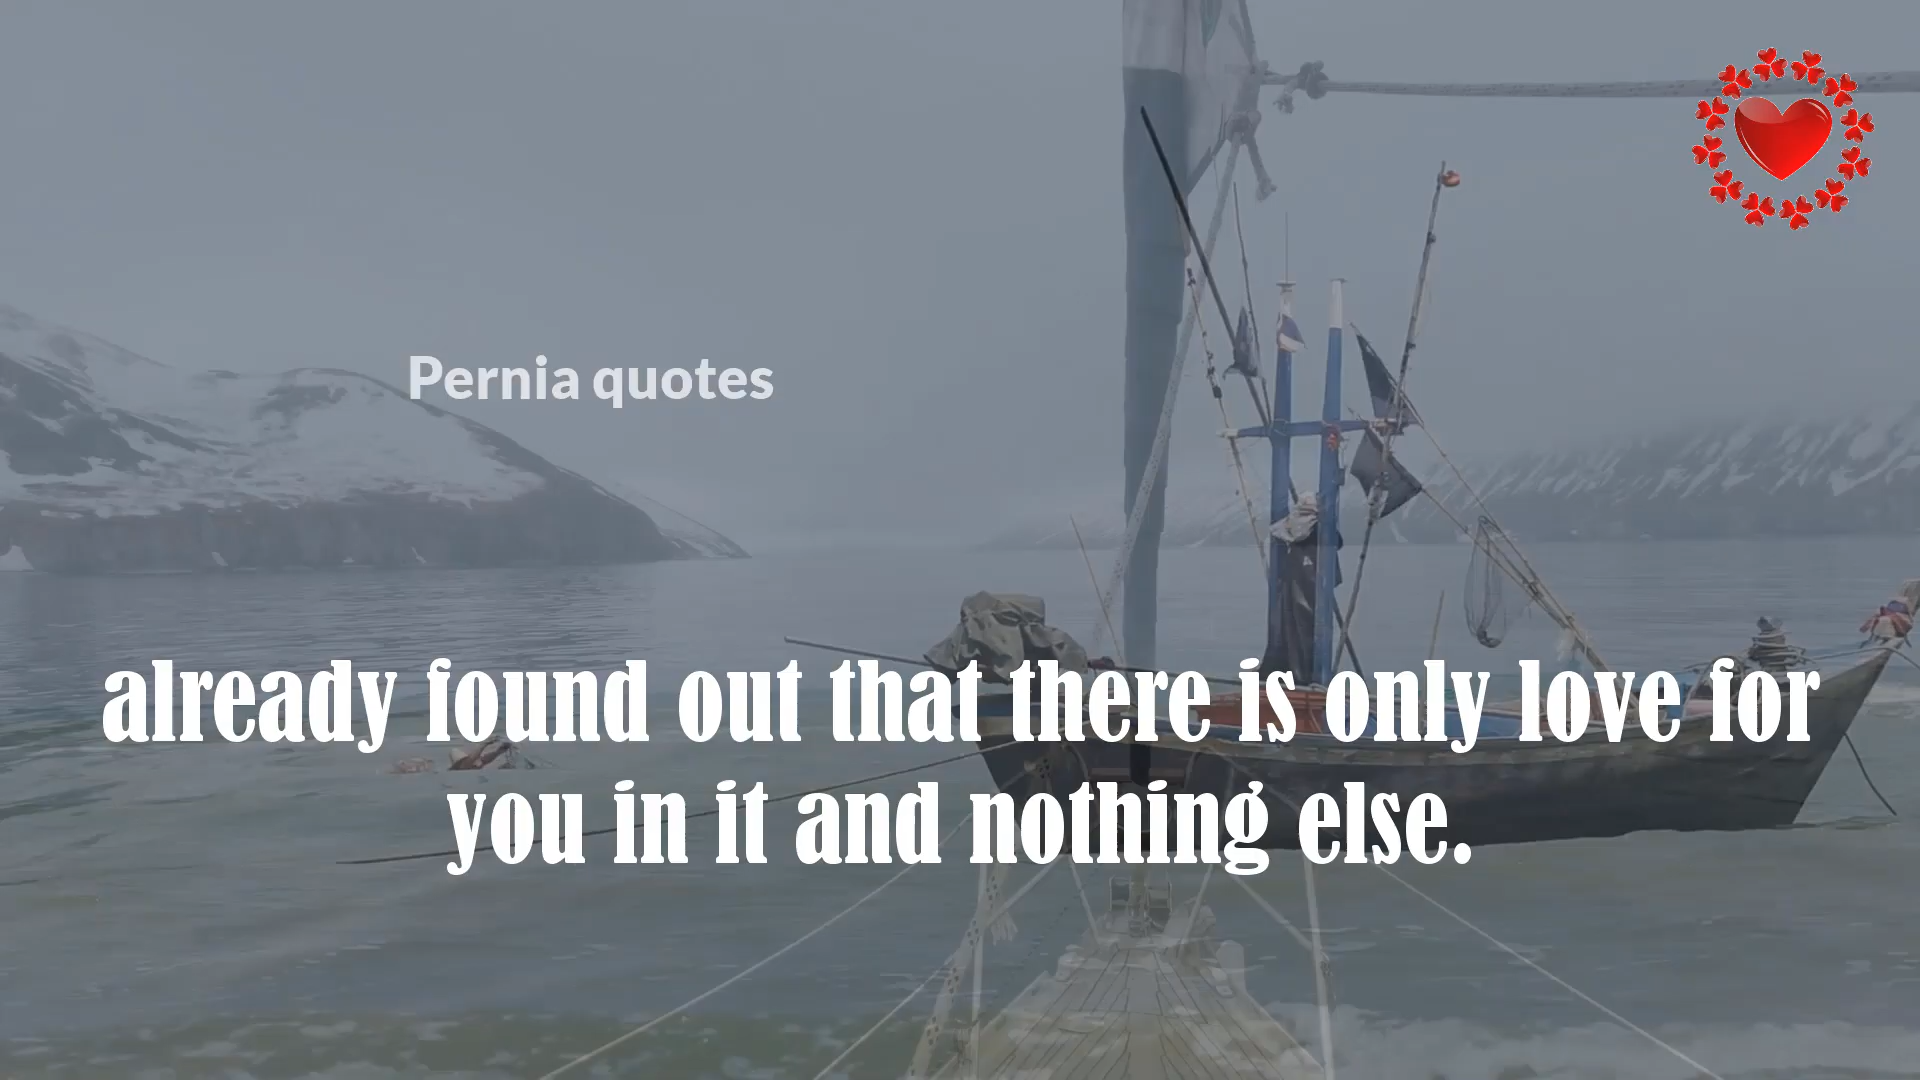 Pernia quotes
already found out that there is only love for
you in it and nothing else.